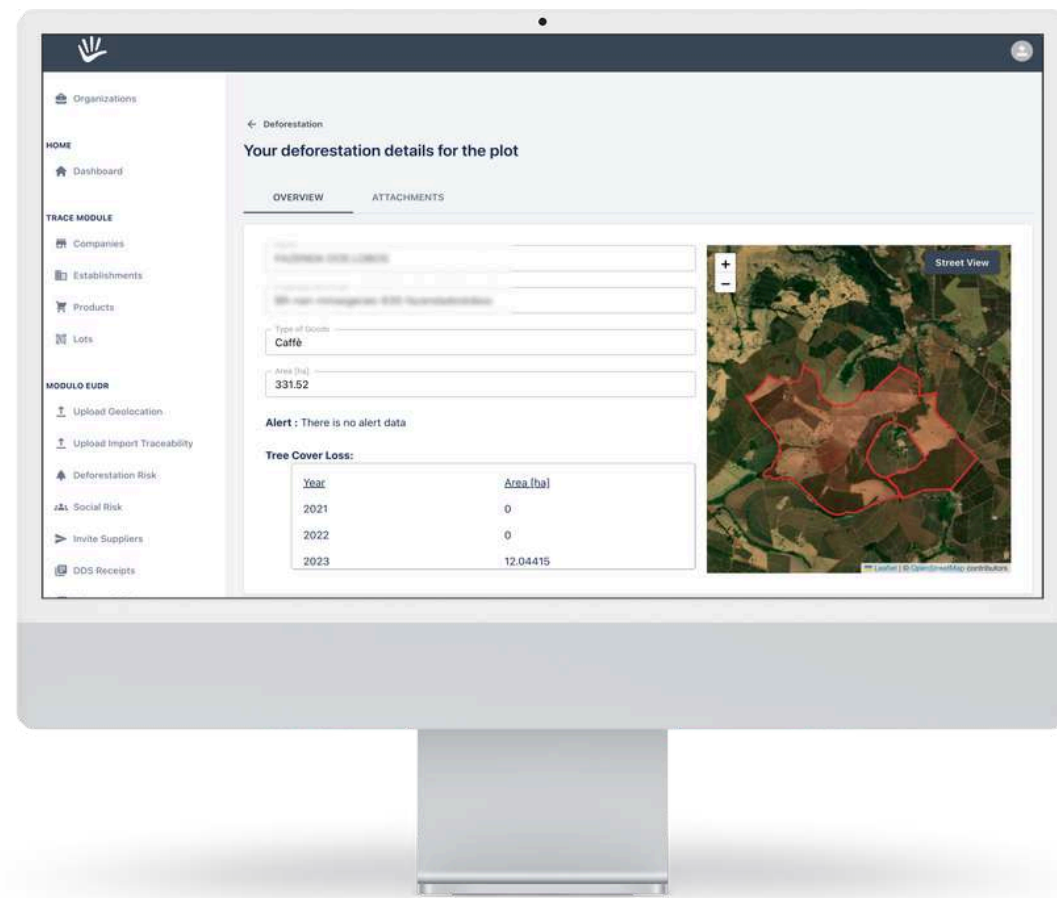 Organizations
HOME
Dashboard
TRACE MODULE
Companies
Establishments
Products
Lots
MODULO EUDR
Upload Geolocation
Upload Import Traceability
Deforestation Risk
Social Risk
Invite Suppliers
DDS Receipts
← Deforestation
Your deforestation details for the plot
OVERVIEW ATTACHMENTS
Type of Goods
Caffè
Area [ha]
331.52
Alert : There is no alert data
Tree Cover Loss:
Year Area [ha]
2021 0
2022 0
2023 12.04415
+
−
Street View
Leaflet | © OpenStreetMap contributors